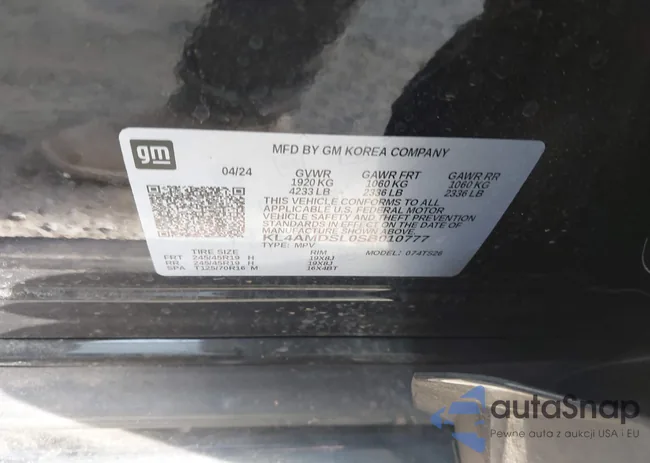 gm
MFD BY GM KOREA COMPANY
04/24
GVWR GAWR FRT GAWR RR
1920 KG 1060 KG 1060 KG
4233 LB 2336 LB 2336 LB
THIS VEHICLE CONFORMS TO ALL
APPLICABLE U.S. FEDERAL MOTOR
VEHICLE SAFETY AND THEFT PREVENTION
STANDARDS IN EFFECT ON THE DATE OF
MANUFACTURE SHOWN ABOVE.
KL4AMDSL0SB010777
TYPE: MPV MODEL: 074TS26
TIRE SIZE RIM
FRT 245/45R19 H 19X8J
RR 245/45R19 H 19X8J
SPA T125/70R16 M 16X4BT
autaSnap
Pewne auta z aukcji USA i EU